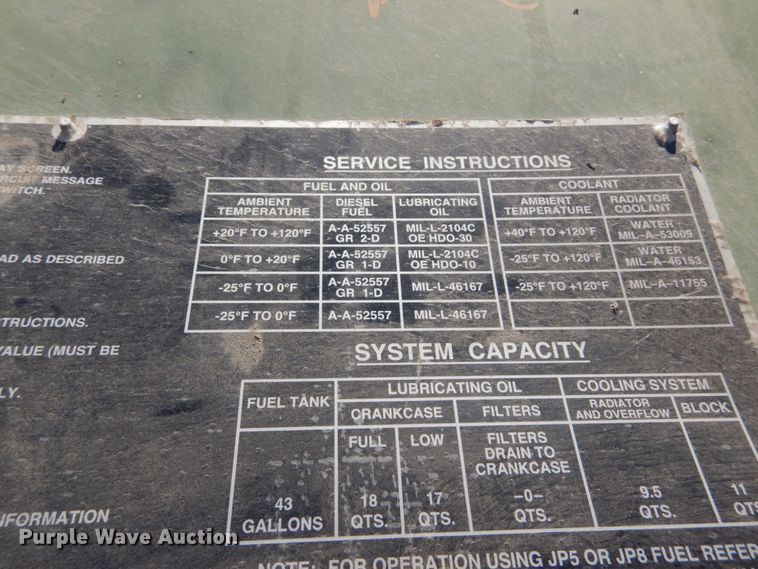 AY SCREEN.
RCUIT MESSAGE
SWITCH."
AD AS DESCRIBED
STRUCTIONS.
VALUE (MUST BE
LY.
NFORMATION
SERVICE INSTRUCTIONS
FUEL AND OIL COOLANT
AMBIENT TEMPERATURE DIESEL FUEL LUBRICATING OIL AMBIENT TEMPERATURE RADIATOR COOLANT
+20°F TO +120°F A-A-52557 GR 2-D MIL-L-2104C OE HDO-30 +40°F TO +120°F WATER MIL-A-53009
0°F TO +20°F A-A-52557 GR 1-D MIL-L-2104C OE HDO-10 -25°F TO +120°F WATER MIL-A-46153
-25°F TO 0°F A-A-52557 GR 1-D MIL-L-46167 -25°F TO +120°F MIL-A-11755
-25°F TO 0°F A-A-52557 MIL-L-46167
SYSTEM CAPACITY
FUEL TANK LUBRICATING OIL COOLING SYSTEM
CRANKCASE FILTERS RADIATOR AND OVERFLOW BLOCK
FULL LOW FILTERS DRAIN TO CRANKCASE
43 GALLONS 18 QTS. 17 QTS. -0- QTS. 9.5 QTS. 11 QTS
NOTE: FOR OPERATION USING JP5 OR JP8 FUEL REFER
Purple Wave Auction